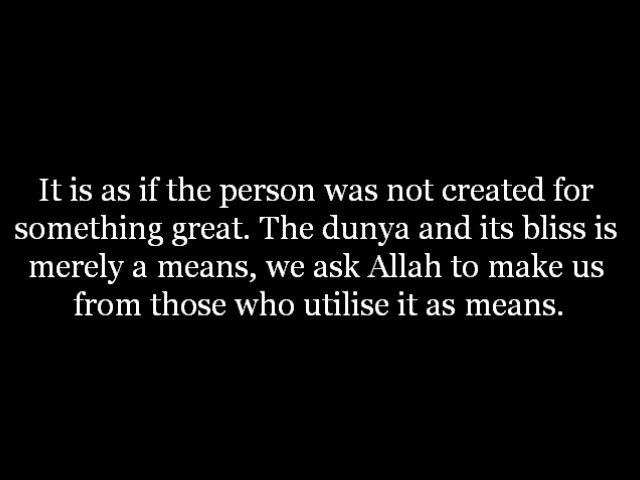 It is as if the person was not created for
something great. The dunya and its bliss is
merely a means, we ask Allah to make us
from those who utilise it as means.